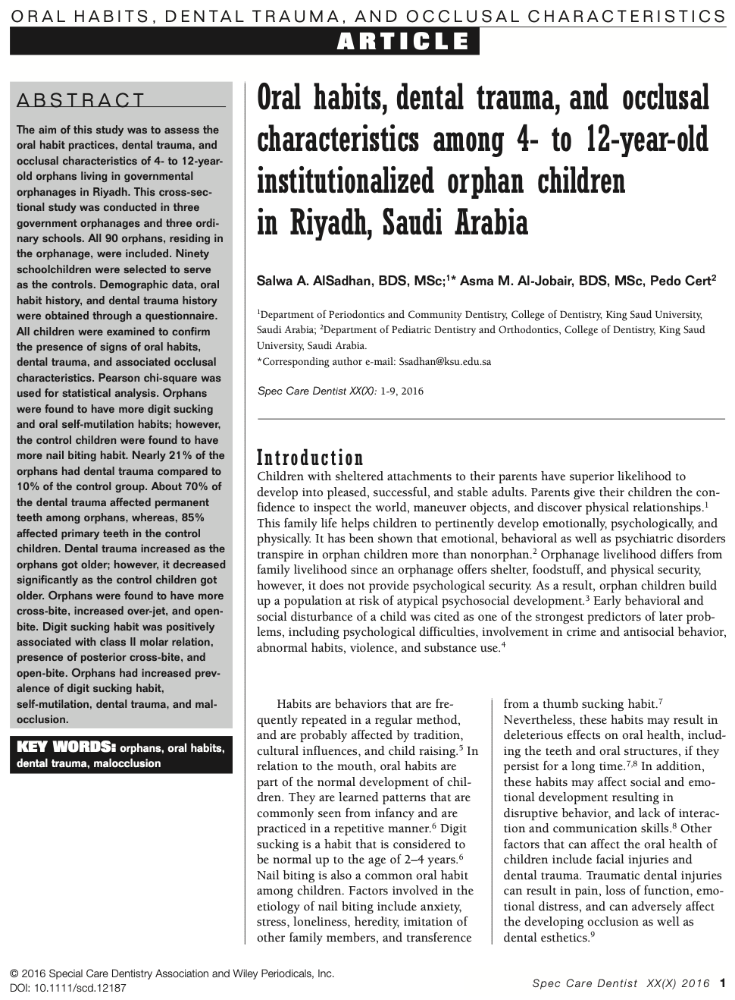 ORAL HABITS, DENTAL TRAUMA, AND OCCLUSAL CHARACTERISTICS
ARTICLE
ABSTRACT
The aim of this study was to assess the
oral habit practices, dental trauma, and
occlusal characteristics of 4- to 12-year-
old orphans living in governmental
orphanages in Riyadh. This cross-sec-
tional study was conducted in three
government orphanages and three ordi-
nary schools. All 90 orphans, residing in
the orphanage, were included. Ninety
schoolchildren were selected to serve
as the controls. Demographic data, oral
habit history, and dental trauma history
were obtained through a questionnaire.
All children were examined to confirm
the presence of signs of oral habits,
dental trauma, and associated occlusal
characteristics. Pearson chi-square was
used for statistical analysis. Orphans
were found to have more digit sucking
and oral self-mutilation habits; however,
the control children were found to have
more nail biting habit. Nearly 21% of the
orphans had dental trauma compared to
10% of the control group. About 70% of
the dental trauma affected permanent
teeth among orphans, whereas, 85%
affected primary teeth in the control
children. Dental trauma increased as the
orphans got older; however, it decreased
significantly as the control children got
older. Orphans were found to have more
cross-bite, increased over-jet, and open-
bite. Digit sucking habit was positively
associated with class II molar relation,
presence of posterior cross-bite, and
open-bite. Orphans had increased prev-
alence of digit sucking habit,
self-mutilation, dental trauma, and mal-
occlusion.
KEY WORDS: orphans, oral habits,
dental trauma, malocclusion
Oral habits, dental trauma, and occlusal
characteristics among 4- to 12-year-old
institutionalized orphan children
in Riyadh, Saudi Arabia
Salwa A. AlSadhan, BDS, MSc;1* Asma M. Al-Jobair, BDS, MSc, Pedo Cert2
1Department of Periodontics and Community Dentistry, College of Dentistry, King Saud University,
Saudi Arabia; 2Department of Pediatric Dentistry and Orthodontics, College of Dentistry, King Saud
University, Saudi Arabia.
*Corresponding author e-mail: Ssadhan@ksu.edu.sa
Spec Care Dentist XX(X): 1-9, 2016
Introduction
Children with sheltered attachments to their parents have superior likelihood to
develop into pleased, successful, and stable adults. Parents give their children the con-
fidence to inspect the world, maneuver objects, and discover physical relationships.1
This family life helps children to pertinently develop emotionally, psychologically, and
physically. It has been shown that emotional, behavioral as well as psychiatric disorders
transpire in orphan children more than nonorphan.2 Orphanage livelihood differs from
family livelihood since an orphanage offers shelter, foodstuff, and physical security,
however, it does not provide psychological security. As a result, orphan children build
up a population at risk of atypical psychosocial development.3 Early behavioral and
social disturbance of a child was cited as one of the strongest predictors of later prob-
lems, including psychological difficulties, involvement in crime and antisocial behavior,
abnormal habits, violence, and substance use.4
Habits are behaviors that are fre-
quently repeated in a regular method,
and are probably affected by tradition,
cultural influences, and child raising.5 In
relation to the mouth, oral habits are
part of the normal development of chil-
dren. They are learned patterns that are
commonly seen from infancy and are
practiced in a repetitive manner.6 Digit
sucking is a habit that is considered to
be normal up to the age of 2–4 years.6
Nail biting is also a common oral habit
among children. Factors involved in the
etiology of nail biting include anxiety,
stress, loneliness, heredity, imitation of
other family members, and transference
from a thumb sucking habit.7
Nevertheless, these habits may result in
deleterious effects on oral health, includ-
ing the teeth and oral structures, if they
persist for a long time.7,8 In addition,
these habits may affect social and emo-
tional development resulting in
disruptive behavior, and lack of interac-
tion and communication skills.8 Other
factors that can affect the oral health of
children include facial injuries and
dental trauma. Traumatic dental injuries
can result in pain, loss of function, emo-
tional distress, and can adversely affect
the developing occlusion as well as
dental esthetics.9
© 2016 Special Care Dentistry Association and Wiley Periodicals, Inc.
DOI: 10.1111/scd.12187
Spec Care Dentist XX(X) 2016 1